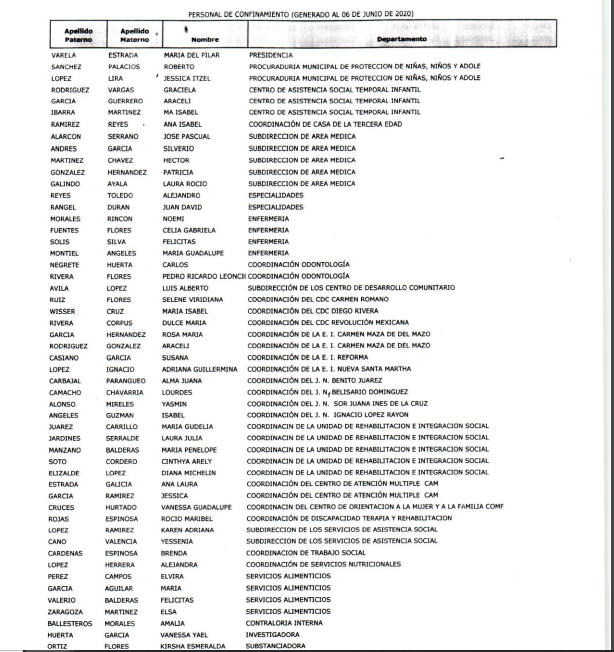 PERSONAL DE CONFINAMIENTO (GENERADO AL 06 DE JUNIO DE 2020)
Apellido Paterno Apellido Materno Nombre Departamento
VARELA ESTRADA MARIA DEL PILAR PRESIDENCIA
SANCHEZ PALACIOS ROBERTO PROCURADURIA MUNICIPAL DE PROTECCION DE NIÑAS, NIÑOS Y ADOLE
LOPEZ LIRA JESSICA ITZEL PROCURADURIA MUNICIPAL DE PROTECCION DE NIÑAS, NIÑOS Y ADOLE
RODRIGUEZ VARGAS GRACIELA CENTRO DE ASISTENCIA SOCIAL TEMPORAL INFANTIL
GARCIA GUERRERO ARACELI CENTRO DE ASISTENCIA SOCIAL TEMPORAL INFANTIL
IBARRA MARTINEZ MA ISABEL CENTRO DE ASISTENCIA SOCIAL TEMPORAL INFANTIL
RAMIREZ REYES ANA ISABEL COORDINACIÓN DE CASA DE LA TERCERA EDAD
ALARCON SERRANO JOSE PASCUAL SUBDIRECCION DE AREA MEDICA
ANDRES GARCIA SILVERIO SUBDIRECCION DE AREA MEDICA
MARTINEZ CHAVEZ HECTOR SUBDIRECCION DE AREA MEDICA
GONZALEZ HERNANDEZ PATRICIA SUBDIRECCION DE AREA MEDICA
GALINDO AYALA LAURA ROCIO SUBDIRECCION DE AREA MEDICA
REYES TOLEDO ALEJANDRO ESPECIALIDADES
RANGEL DURAN JUAN DAVID ESPECIALIDADES
MORALES RINCON NOEMI ENFERMERIA
FUENTES FLORES CELIA GABRIELA ENFERMERIA
SOLIS SILVA FELICITAS ENFERMERIA
MONTIEL ANGELES MARIA GUADALUPE ENFERMERIA
NEGRETE HUERTA CARLOS COORDINACIÓN ODONTOLOGÍA
RIVERA FLORES PEDRO RICARDO LEONCIO COORDINACIÓN ODONTOLOGÍA
AVILA LOPEZ LUIS ALBERTO SUBDIRECCIÓN DE LOS CENTRO DE DESARROLLO COMUNITARIO
RUIZ FLORES SELENE VIRIDIANA COORDINACIÓN DEL CDC CARMEN ROMANO
WISSER CRUZ MARIA ISABEL COORDINACIÓN DEL CDC DIEGO RIVERA
RIVERA CORPUS DULCE MARIA COORDINACIÓN DEL CDC REVOLUCIÓN MEXICANA
GARCIA HERNANDEZ ROSA MARIA COORDINACIÓN DE LA E. I. CARMEN MAZA DE DEL MAZO
RODRIGUEZ GONZALEZ ARACELI COORDINACIÓN DE LA E. I. CARMEN MAZA DE DEL MAZO
CASIANO GARCIA SUSANA COORDINACIÓN DE LA E. I. REFORMA
LOPEZ IGNACIO ADRIANA GUILLERMINA COORDINACIÓN DE LA E. I. NUEVA SANTA MARTHA
CARBAJAL PARANGUEO ALMA JUANA COORDINACIÓN DEL J. N. BENITO JUAREZ
CAMACHO CHAVARRIA LOURDES COORDINACIÓN DEL J. N. BELISARIO DOMINGUEZ
ALONSO MIRELES YASMIN COORDINACIÓN DEL J. N. SOR JUANA INES DE LA CRUZ
ANGELES GUZMAN ISABEL COORDINACIÓN DEL J. N. IGNACIO LOPEZ RAYON
JUAREZ CARRILLO MARIA GUDELIA COORDINACIN DE LA UNIDAD DE REHABILITACION E INTEGRACION SOCIAL
JARDINES SERRALDE LAURA JULIA COORDINACIN DE LA UNIDAD DE REHABILITACION E INTEGRACION SOCIAL
MANZANO BALDERAS MARIA PENELOPE COORDINACIN DE LA UNIDAD DE REHABILITACION E INTEGRACION SOCIAL
SOTO CORDERO CINTHYA ARELY COORDINACIN DE LA UNIDAD DE REHABILITACION E INTEGRACION SOCIAL
ELIZALDE LOPEZ DIANA MICHELIN COORDINACIN DE LA UNIDAD DE REHABILITACION E INTEGRACION SOCIAL
ESTRADA GALICIA ANA LAURA COORDINACIÓN DEL CENTRO DE ATENCIÓN MULTIPLE CAM
GARCIA RAMIREZ JESSICA COORDINACIÓN DEL CENTRO DE ATENCIÓN MULTIPLE CAM
CRUCES HURTADO VANESSA GUADALUPE COORDINACIN DEL CENTRO DE ORIENTACION A LA MUJER Y A LA FAMILIA COMF
ROJAS ESPINOSA ROCIO MARIBEL COORDINACIÓN DE DISCAPACIDAD TERAPIA Y REHABILITACION
LOPEZ RAMIREZ KAREN ADRIANA SUBDIRECCION DE LOS SERVICIOS DE ASISTENCIA SOCIAL
CANO VALENCIA YESSENIA SUBDIRECCION DE LOS SERVICIOS DE ASISTENCIA SOCIAL
CARDENAS ESPINOSA BRENDA COORDINACION DE TRABAJO SOCIAL
LOPEZ HERRERA ALEJANDRA COORDINACIÓN DE SERVICIOS NUTRICIONALES
PEREZ CAMPOS ELVIRA SERVICIOS ALIMENTICIOS
GARCIA AGUILAR MARIA SERVICIOS ALIMENTICIOS
VALERIO BALDERAS FELICITAS SERVICIOS ALIMENTICIOS
ZARAGOZA MARTINEZ ELSA SERVICIOS ALIMENTICIOS
BALLESTEROS MORALES AMALIA CONTRALORIA INTERNA
HUERTA GARCIA VANESSA YAEL INVESTIGADORA
ORTIZ FLORES KIRSHA ESMERALDA SUBSTANCIADORA